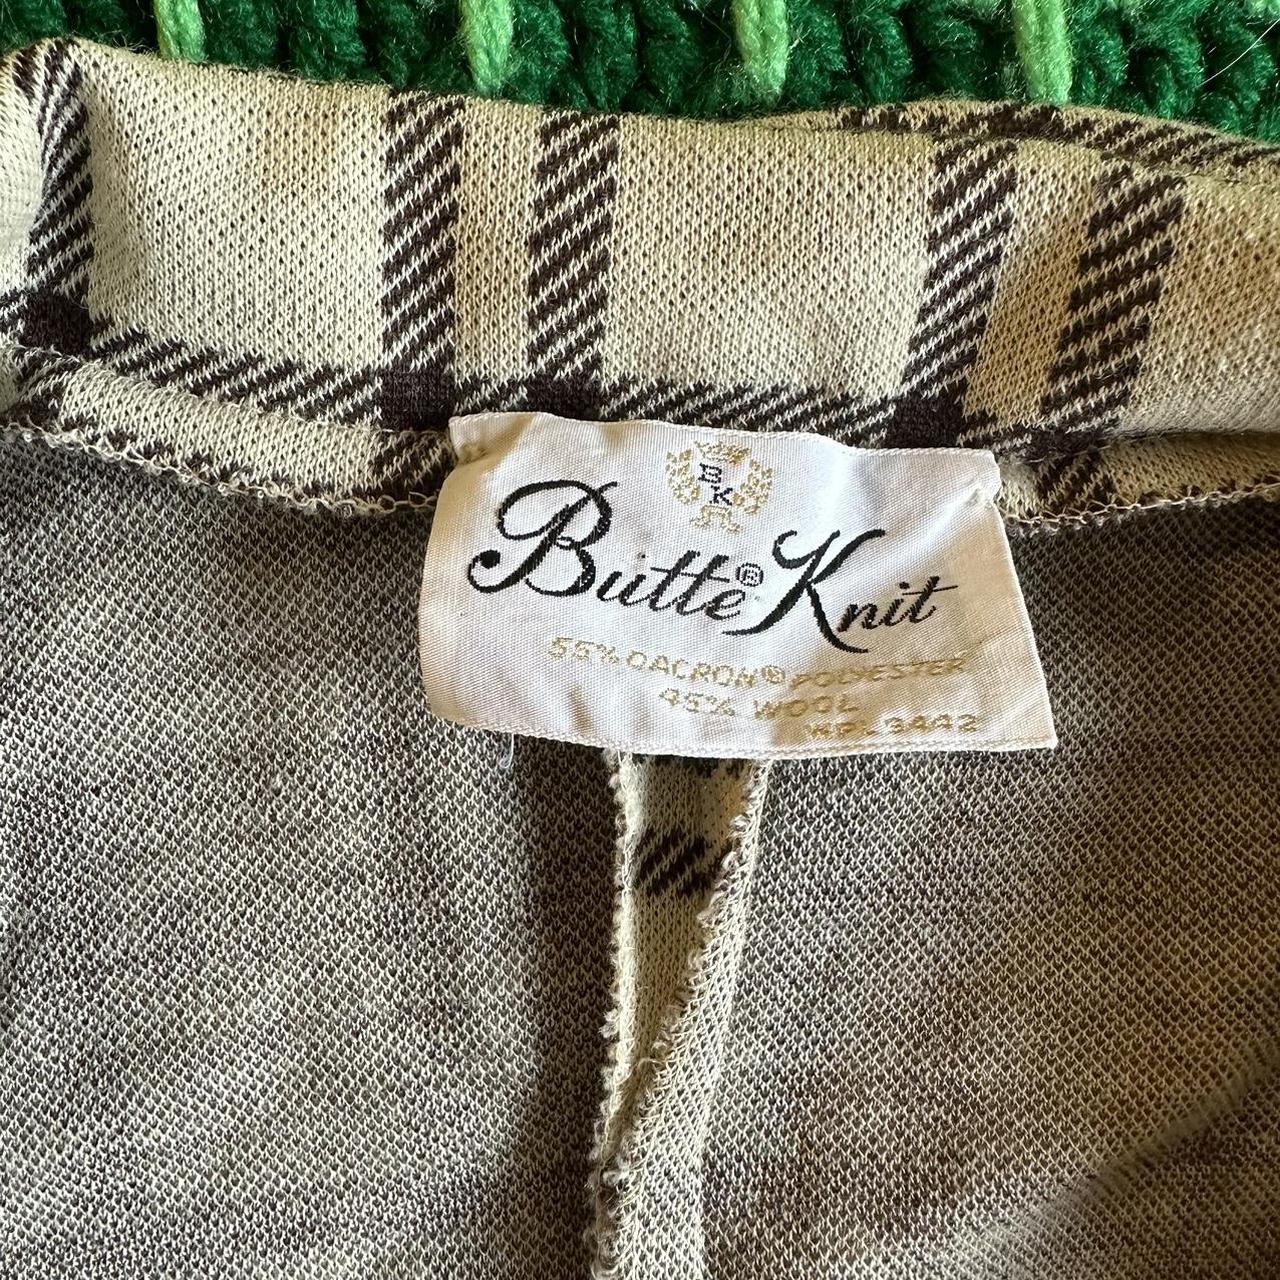 BK
Butte® Knit
55% DACRON® POLYESTER
45% WOOL
WPL 3442